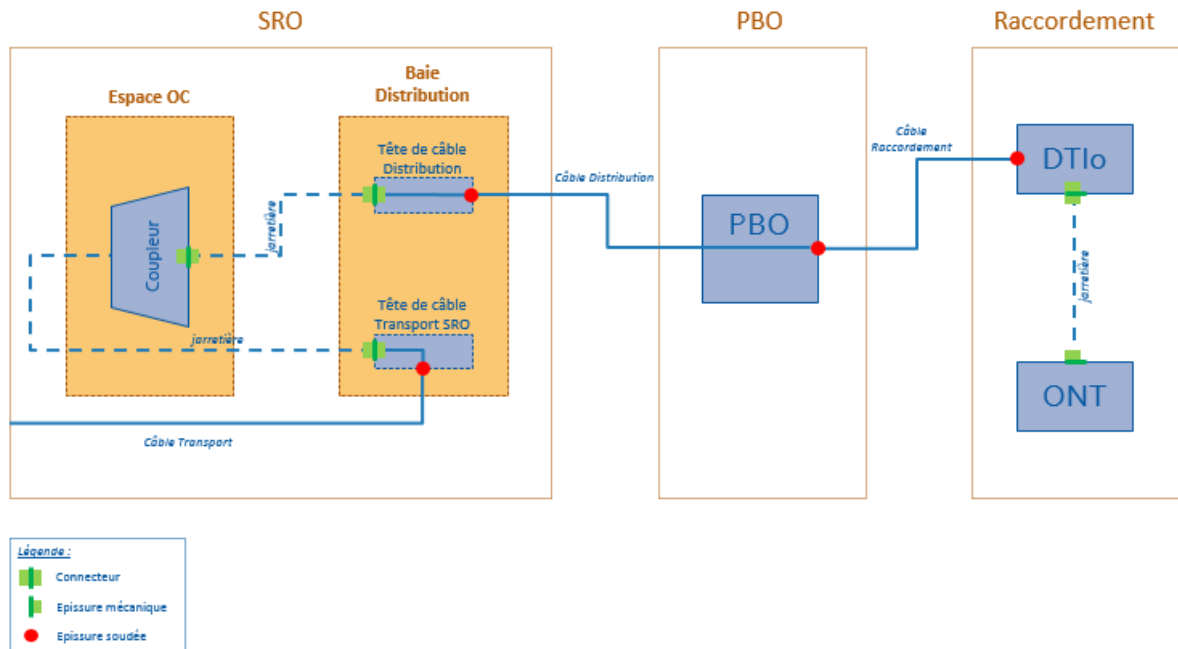 SRO
PBO
Raccordement
Espace OC
Baie
Distribution
Tête de câble
Distribution
jarretière
Coupleur
Tête de câble
Transport SRO
jarretière
Câble Transport
Câble Distribution
PBO
Câble
Raccordement
DTIo
jarretière
ONT
Légende :
Connecteur
Epissure mécanique
Epissure soudée